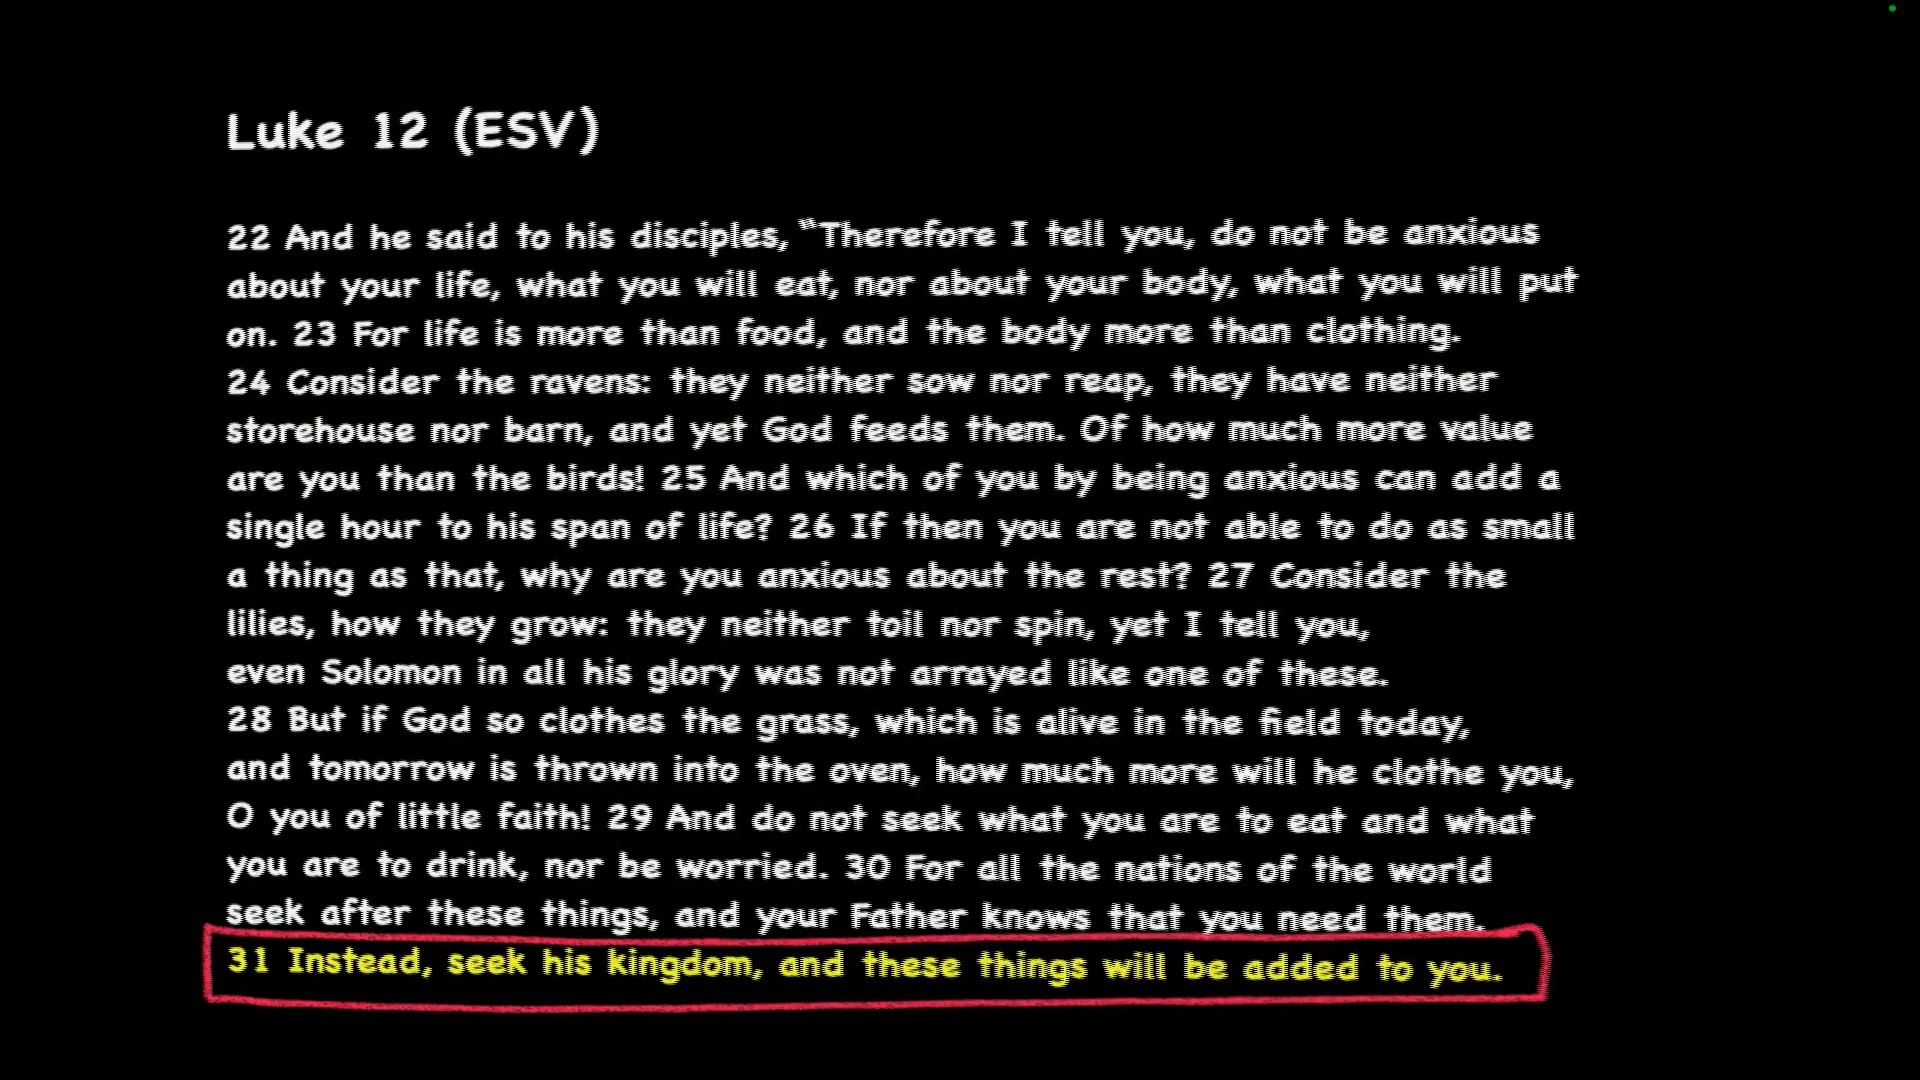 Luke 12 (ESV)
22 And he said to his disciples, “Therefore I tell you, do not be anxious
about your life, what you will eat, nor about your body, what you will put
on. 23 For life is more than food, and the body more than clothing.
24 Consider the ravens: they neither sow nor reap, they have neither
storehouse nor barn, and yet God feeds them. Of how much more value
are you than the birds! 25 And which of you by being anxious can add a
single hour to his span of life? 26 If then you are not able to do as small
a thing as that, why are you anxious about the rest? 27 Consider the
lilies, how they grow: they neither toil nor spin, yet I tell you,
even Solomon in all his glory was not arrayed like one of these.
28 But if God so clothes the grass, which is alive in the field today,
and tomorrow is thrown into the oven, how much more will he clothe you,
O you of little faith! 29 And do not seek what you are to eat and what
you are to drink, nor be worried. 30 For all the nations of the world
seek after these things, and your Father knows that you need them.
31 Instead, seek his kingdom, and these things will be added to you.